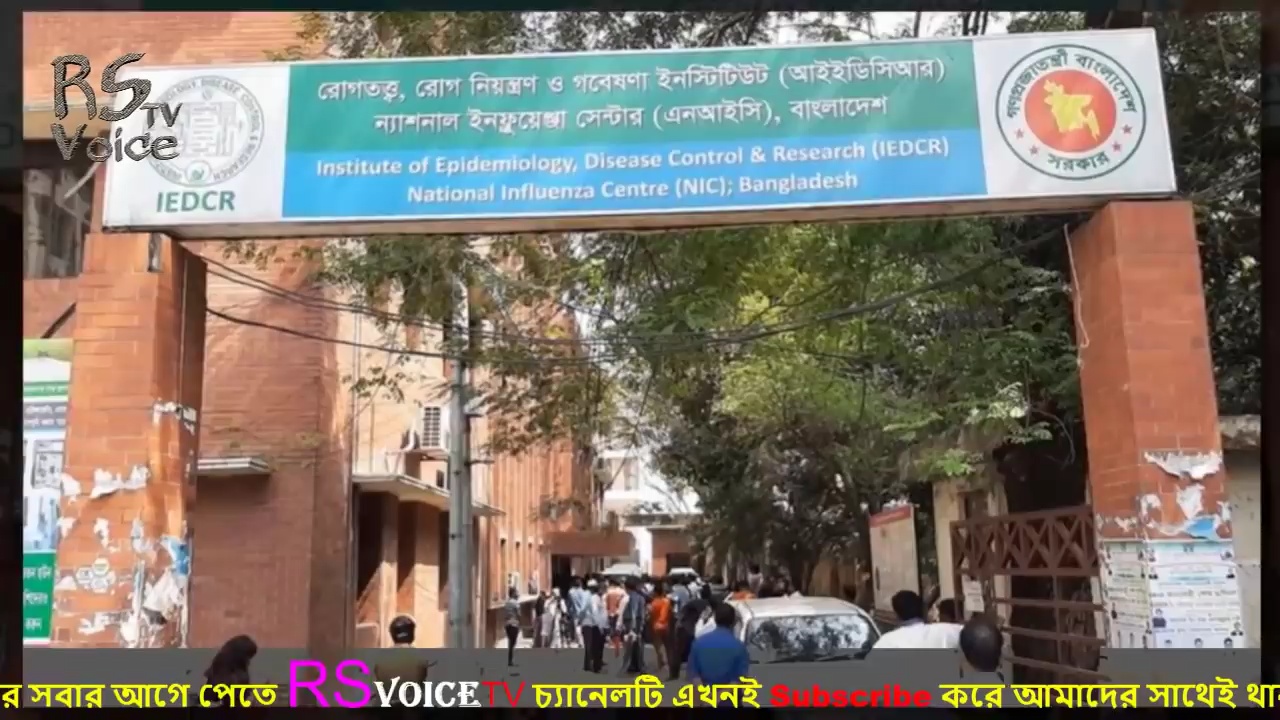 RS
TV
Voice
IEDCR
রোগতত্ত্ব, রোগ নিয়ন্ত্রণ ও গবেষণা ইনস্টিটিউট (আইইডিসিআর)
ন্যাশনাল ইনফ্লুয়েঞ্জা সেন্টার (এনআইসি), বাংলাদেশ
Institute of Epidemiology, Disease Control & Research (IEDCR)
National Influenza Centre (NIC); Bangladesh
গণপ্রজাতন্ত্রী বাংলাদেশ
সরকার
র সবার আগে পেতে RSVOICETV চ্যানেলটি এখনই Subscribe করে আমাদের সাথেই থা